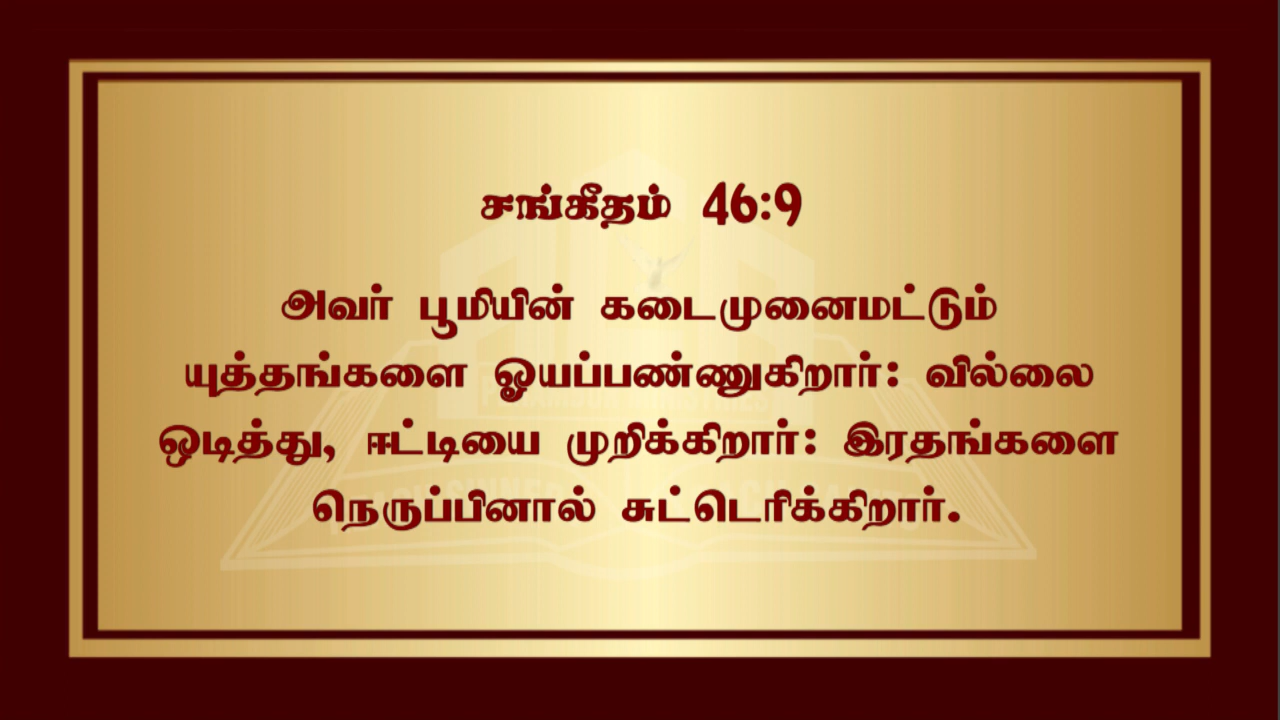 சங்கீதம் 46:9
அவர் பூமியின் கடைமுனைமட்டும்
யுத்தங்களை ஓயப்பண்ணுகிறார்: வில்லை
ஒடித்து, ஈட்டியை முறிக்கிறார்: இரதங்களை
நெருப்பினால் சுட்டெரிக்கிறார்.